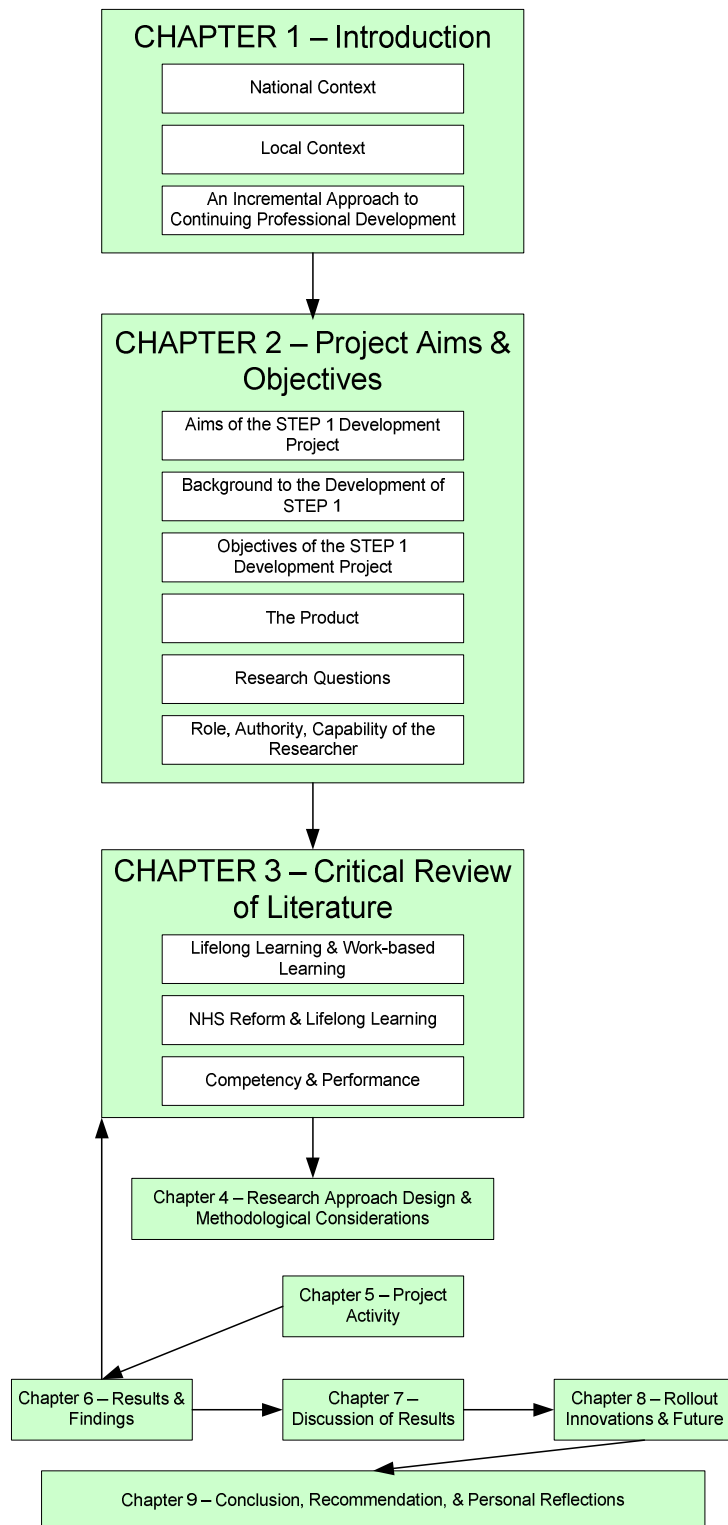 CHAPTER 1 – Introduction
National Context
Local Context
An Incremental Approach to
Continuing Professional Development
CHAPTER 2 – Project Aims &
Objectives
Aims of the STEP 1 Development
Project
Background to the Development of
STEP 1
Objectives of the STEP 1
Development Project
The Product
Research Questions
Role, Authority, Capability of the
Researcher
CHAPTER 3 – Critical Review
of Literature
Lifelong Learning & Work-based
Learning
NHS Reform & Lifelong Learning
Competency & Performance
Chapter 4 – Research Approach Design &
Methodological Considerations
Chapter 5 – Project
Activity
Chapter 6 – Results &
Findings
Chapter 7 –
Discussion of Results
Chapter 8 – Rollout
Innovations & Future
Chapter 9 – Conclusion, Recommendation, & Personal Reflections